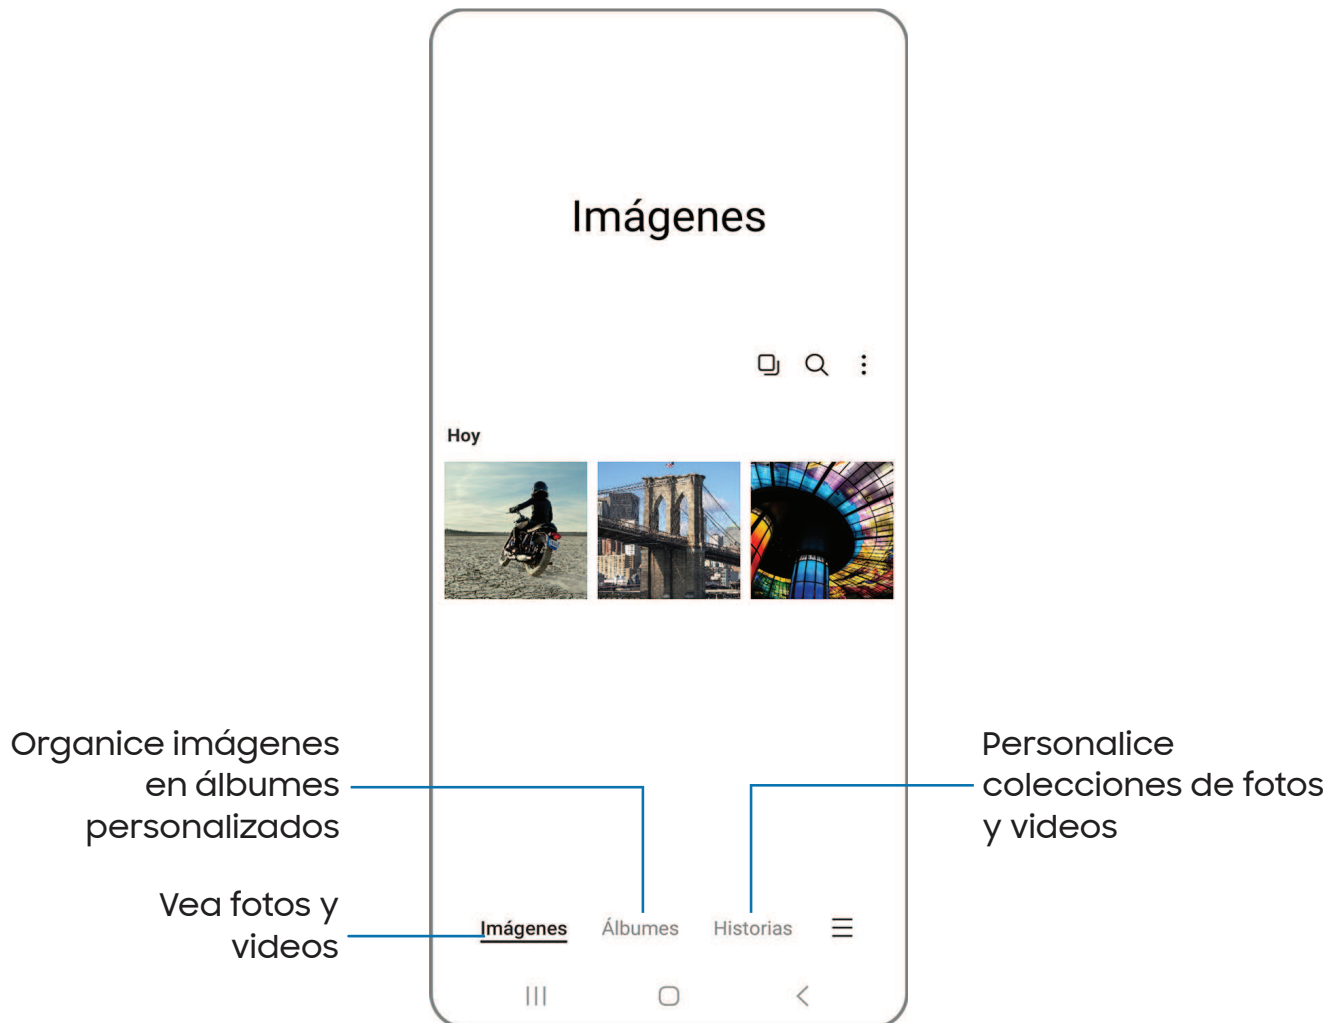 Imágenes
Hoy
Organice imágenes
en álbumes
personalizados
Personalice
colecciones de fotos
y videos
Vea fotos y
videos
Imágenes Álbumes Historias